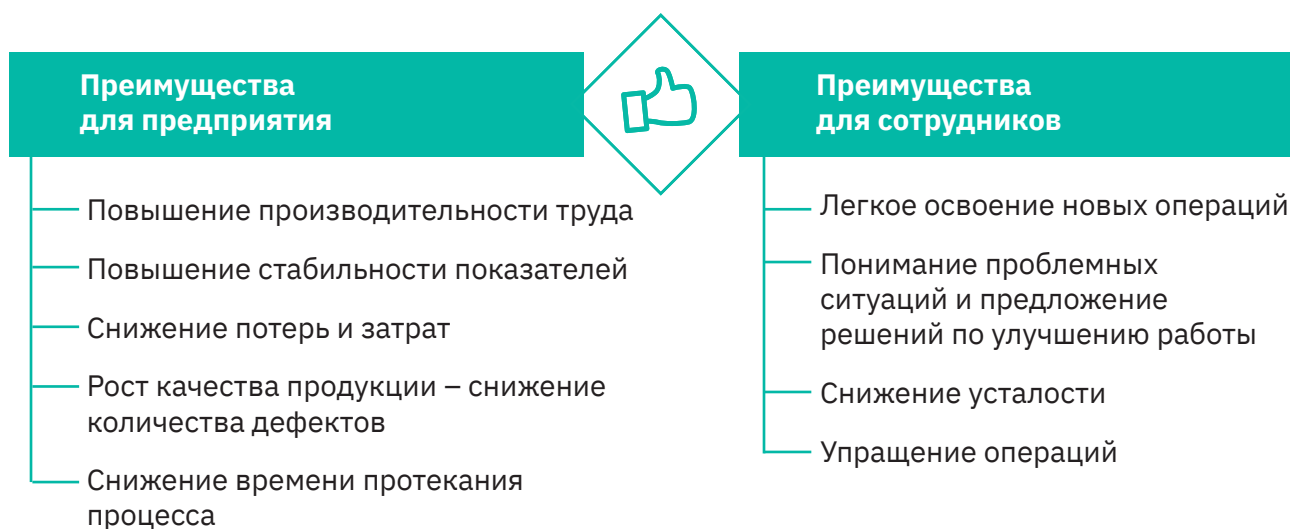 Преимущества
для предприятия
Повышение производительности труда
Повышение стабильности показателей
Снижение потерь и затрат
Рост качества продукции – снижение
количества дефектов
Снижение времени протекания
процесса
Преимущества
для сотрудников
Легкое освоение новых операций
Понимание проблемных
ситуаций и предложение
решений по улучшению работы
Снижение усталости
Упращение операций